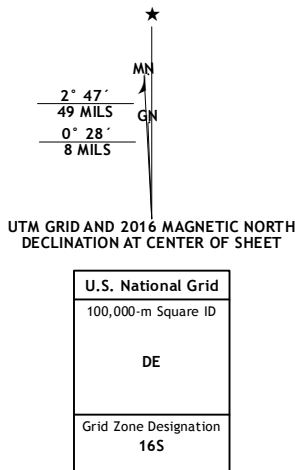 ★
MN
2° 47´
49 MILS
GN
0° 28´
8 MILS
UTM GRID AND 2016 MAGNETIC NORTH
DECLINATION AT CENTER OF SHEET
U.S. National Grid
100,000-m Square ID
DE
Grid Zone Designation
16S